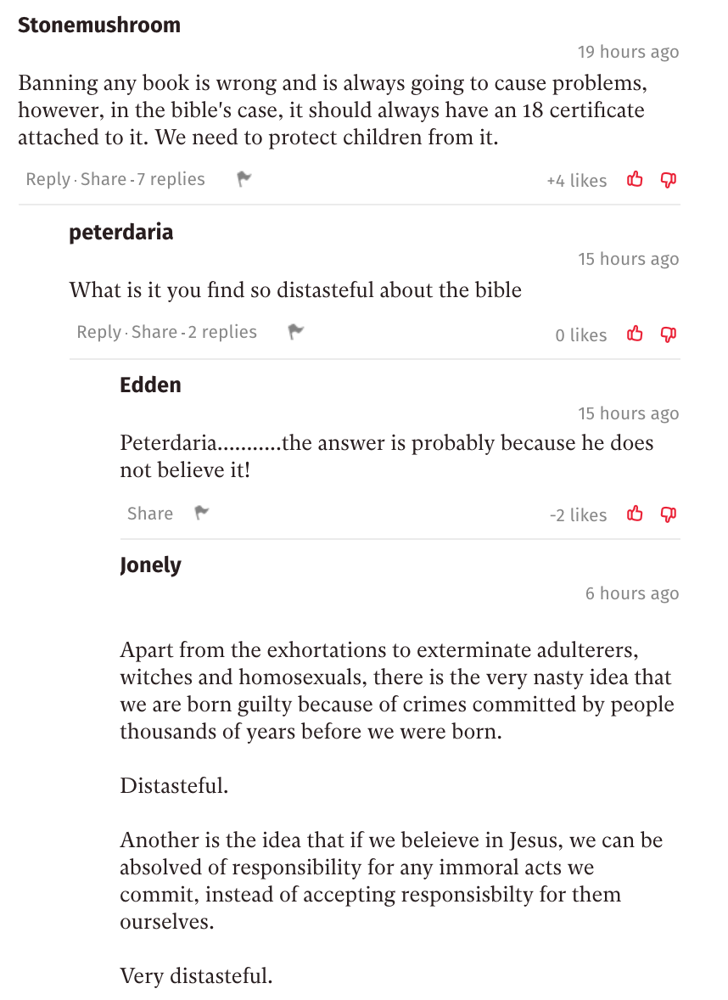 Stonemushroom
19 hours ago
Banning any book is wrong and is always going to cause problems,
however, in the bible's case, it should always have an 18 certificate
attached to it. We need to protect children from it.
Reply · Share - 7 replies
+4 likes
peterdaria
15 hours ago
What is it you find so distasteful about the bible
Reply · Share - 2 replies
0 likes
Edden
15 hours ago
Peterdaria...........the answer is probably because he does
not believe it!
Share
-2 likes
Jonely
6 hours ago
Apart from the exhortations to exterminate adulterers,
witches and homosexuals, there is the very nasty idea that
we are born guilty because of crimes committed by people
thousands of years before we were born.
Distasteful.
Another is the idea that if we beleieve in Jesus, we can be
absolved of responsibility for any immoral acts we
commit, instead of accepting responsisbilty for them
ourselves.
Very distasteful.